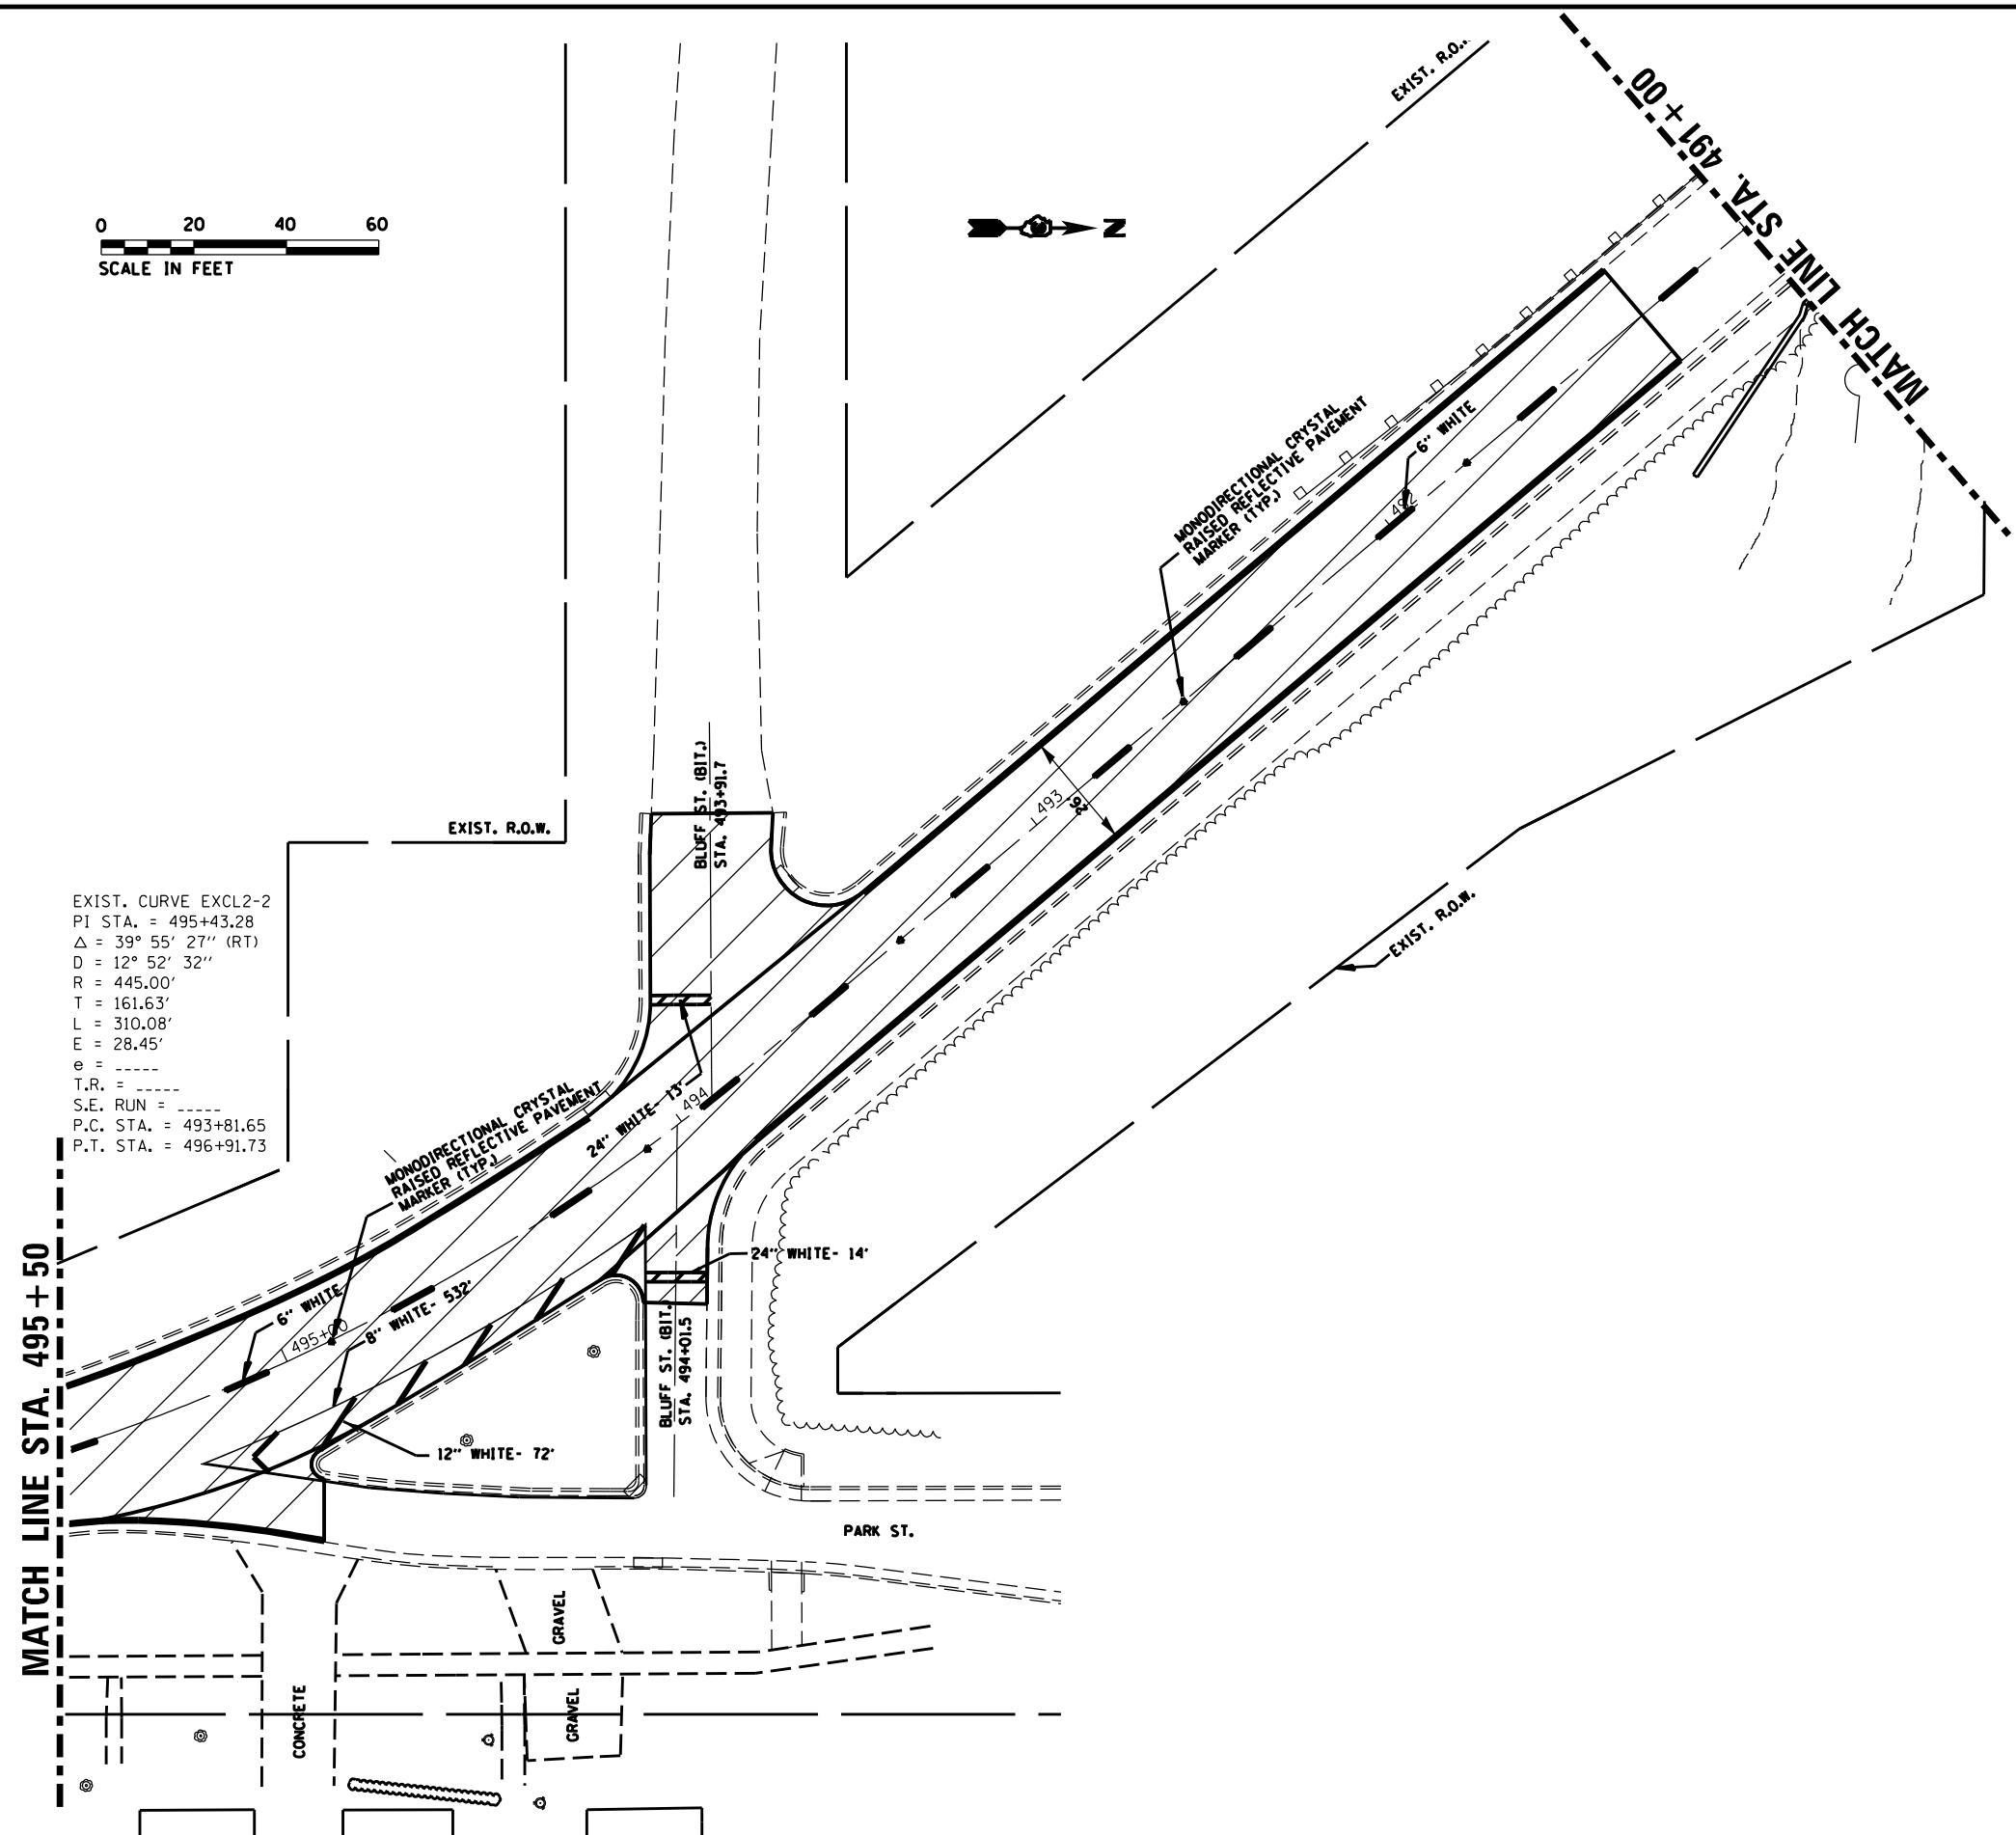 EXIST. R.O.W.
MATCH LINE STA. 491+00
0 20 40 60
SCALE IN FEET
N
MONODIRECTIONAL CRYSTAL
RAISED REFLECTIVE PAVEMENT
MARKER (TYP.)
6" WHITE
492
BLUFF ST. (BIT.)
STA. 493+91.7
493
26'
EXIST. R.O.W.
EXIST. R.O.W.
EXIST. CURVE EXCL2-2
PI STA. = 495+43.28
Δ = 39° 55' 27" (RT)
D = 12° 52' 32"
R = 445.00'
T = 161.63'
L = 310.08'
E = 28.45'
e = -----
T.R. = -----
S.E. RUN = -----
P.C. STA. = 493+81.65
P.T. STA. = 496+91.73
MONODIRECTIONAL CRYSTAL
RAISED REFLECTIVE PAVEMENT
MARKER (TYP.)
24" WHITE- 13'
494
24" WHITE- 14'
6" WHITE
495+00
8" WHITE- 532'
BLUFF ST. (BIT.)
STA. 494+01.5
12" WHITE- 72'
MATCH LINE STA. 495+50
PARK ST.
GRAVEL
CONCRETE
GRAVEL